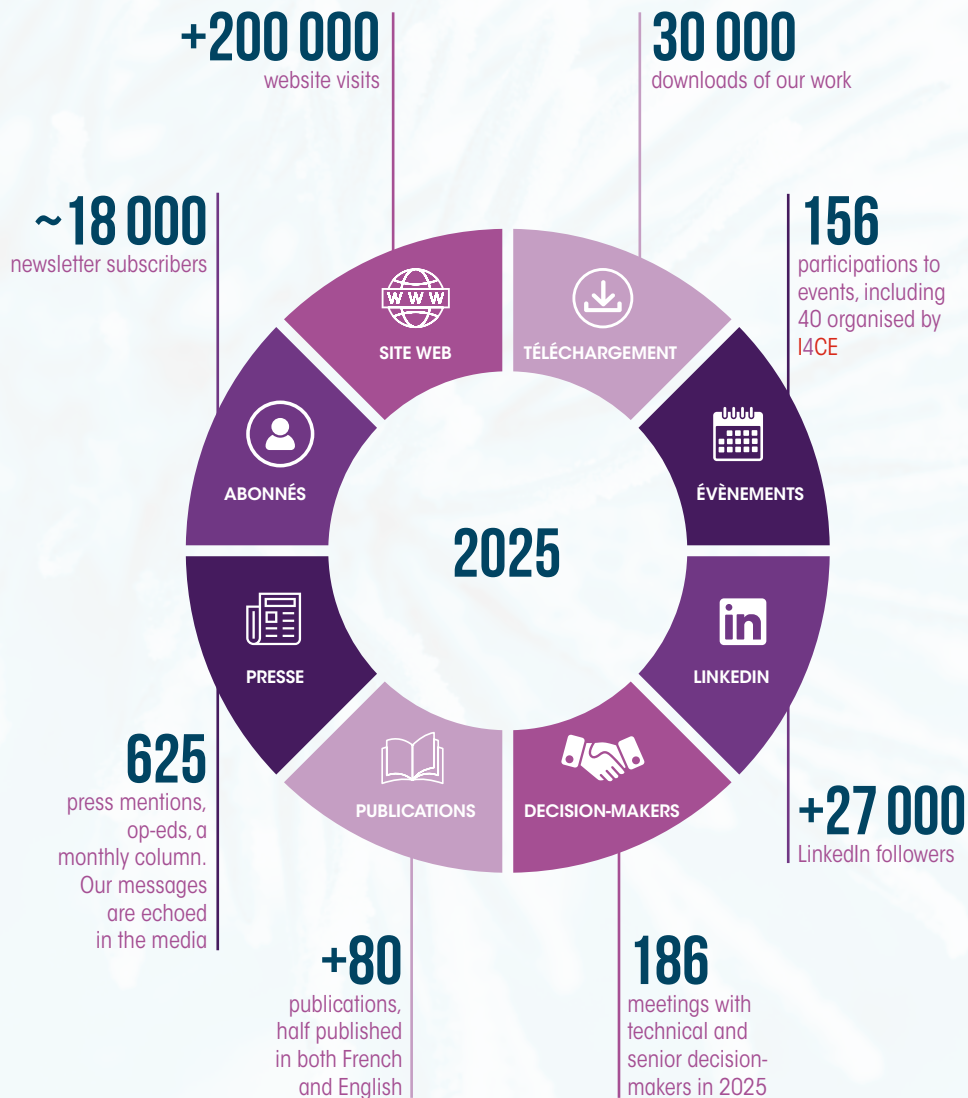 +200 000
website visits
30 000
downloads of our work
~18 000
newsletter subscribers
156
participations to
events, including
40 organised by
I4CE
WWW
SITE WEB
TÉLÉCHARGEMENT
ABONNÉS
ÉVÈNEMENTS
2025
PRESSE
in
LINKEDIN
PUBLICATIONS
DECISION-MAKERS
625
press mentions,
op-eds, a
monthly column.
Our messages
are echoed
in the media
+27 000
LinkedIn followers
+80
publications,
half published
in both French
and English
186
meetings with
technical and
senior decision-
makers in 2025